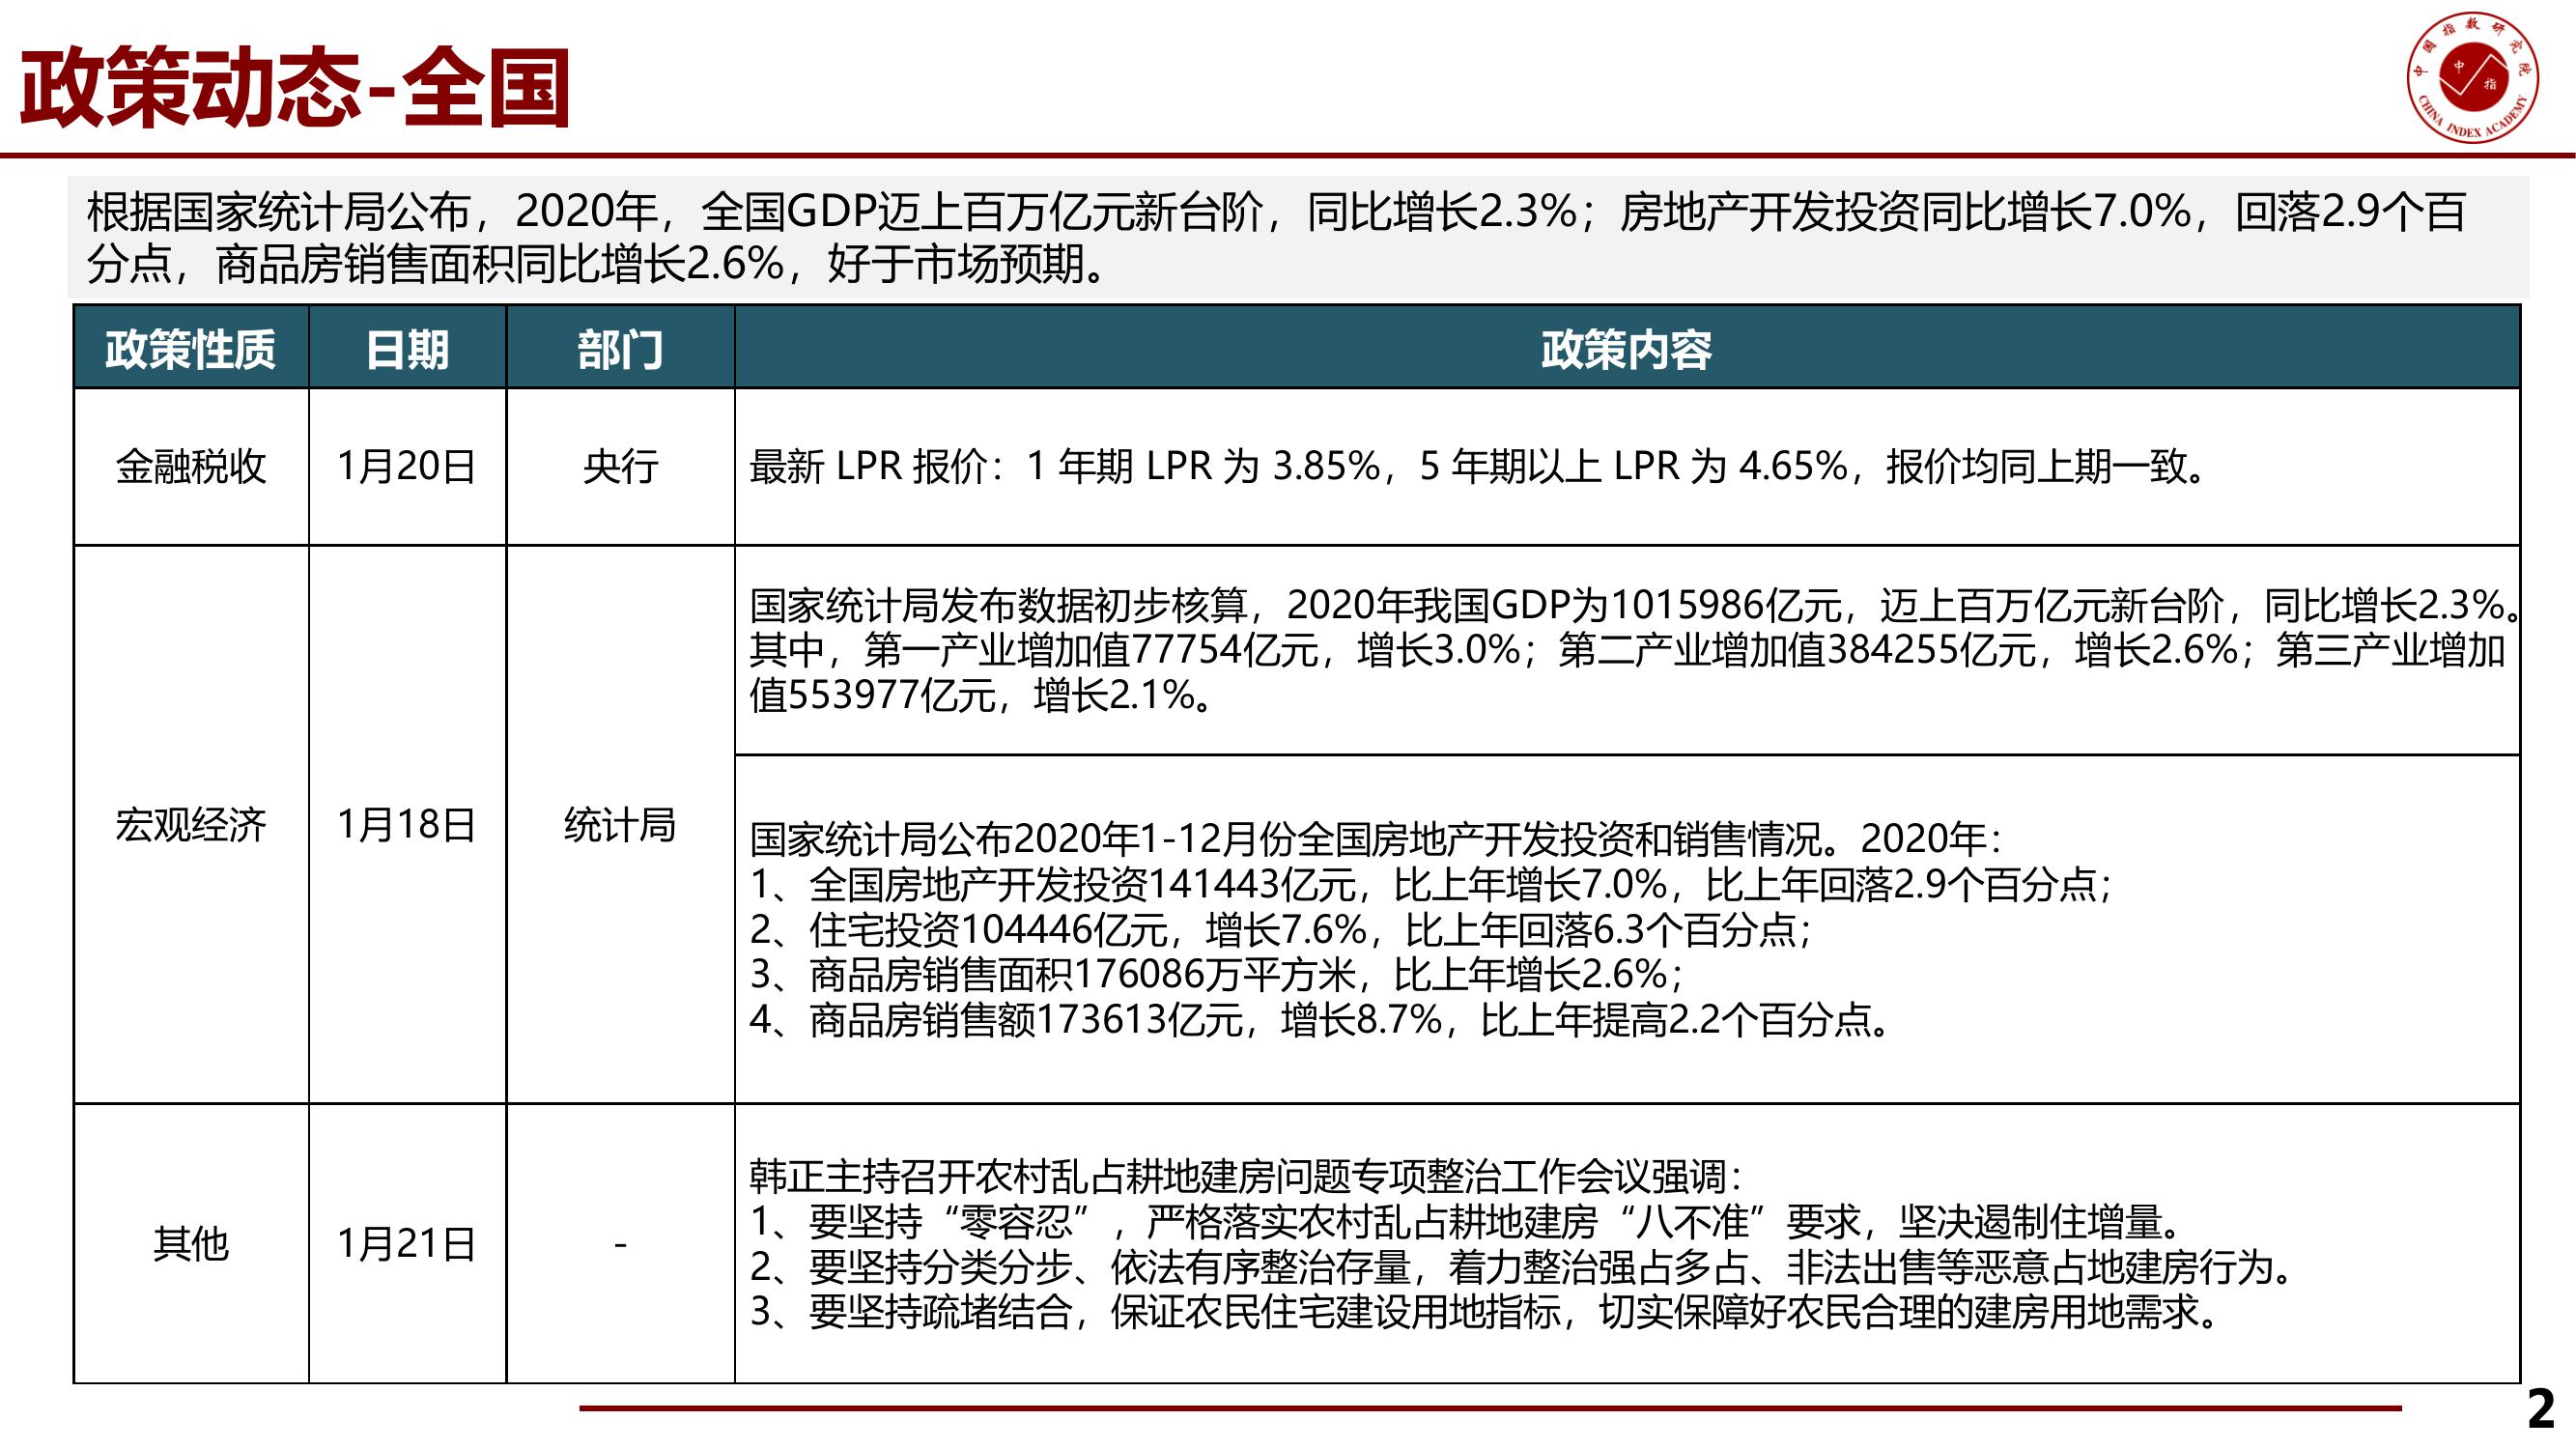 政策动态-全国
中国指数研究院
中指
CHINA INDEX ACADEMY
根据国家统计局公布，2020年，全国GDP迈上百万亿元新台阶，同比增长2.3%；房地产开发投资同比增长7.0%，回落2.9个百
分点，商品房销售面积同比增长2.6%，好于市场预期。
政策性质 日期 部门 政策内容
金融税收 1月20日 央行 最新 LPR 报价：1 年期 LPR 为 3.85%，5 年期以上 LPR 为 4.65%，报价均同上期一致。
国家统计局发布数据初步核算，2020年我国GDP为1015986亿元，迈上百万亿元新台阶，同比增长2.3%。
其中，第一产业增加值77754亿元，增长3.0%；第二产业增加值384255亿元，增长2.6%；第三产业增加
值553977亿元，增长2.1%。
宏观经济 1月18日 统计局
国家统计局公布2020年1-12月份全国房地产开发投资和销售情况。2020年：
1、全国房地产开发投资141443亿元，比上年增长7.0%，比上年回落2.9个百分点；
2、住宅投资104446亿元，增长7.6%，比上年回落6.3个百分点；
3、商品房销售面积176086万平方米，比上年增长2.6%；
4、商品房销售额173613亿元，增长8.7%，比上年提高2.2个百分点。
其他 1月21日 -
韩正主持召开农村乱占耕地建房问题专项整治工作会议强调：
1、要坚持“零容忍”，严格落实农村乱占耕地建房“八不准”要求，坚决遏制住增量。
2、要坚持分类分步、依法有序整治存量，着力整治强占多占、非法出售等恶意占地建房行为。
3、要坚持疏堵结合，保证农民住宅建设用地指标，切实保障好农民合理的建房用地需求。
2